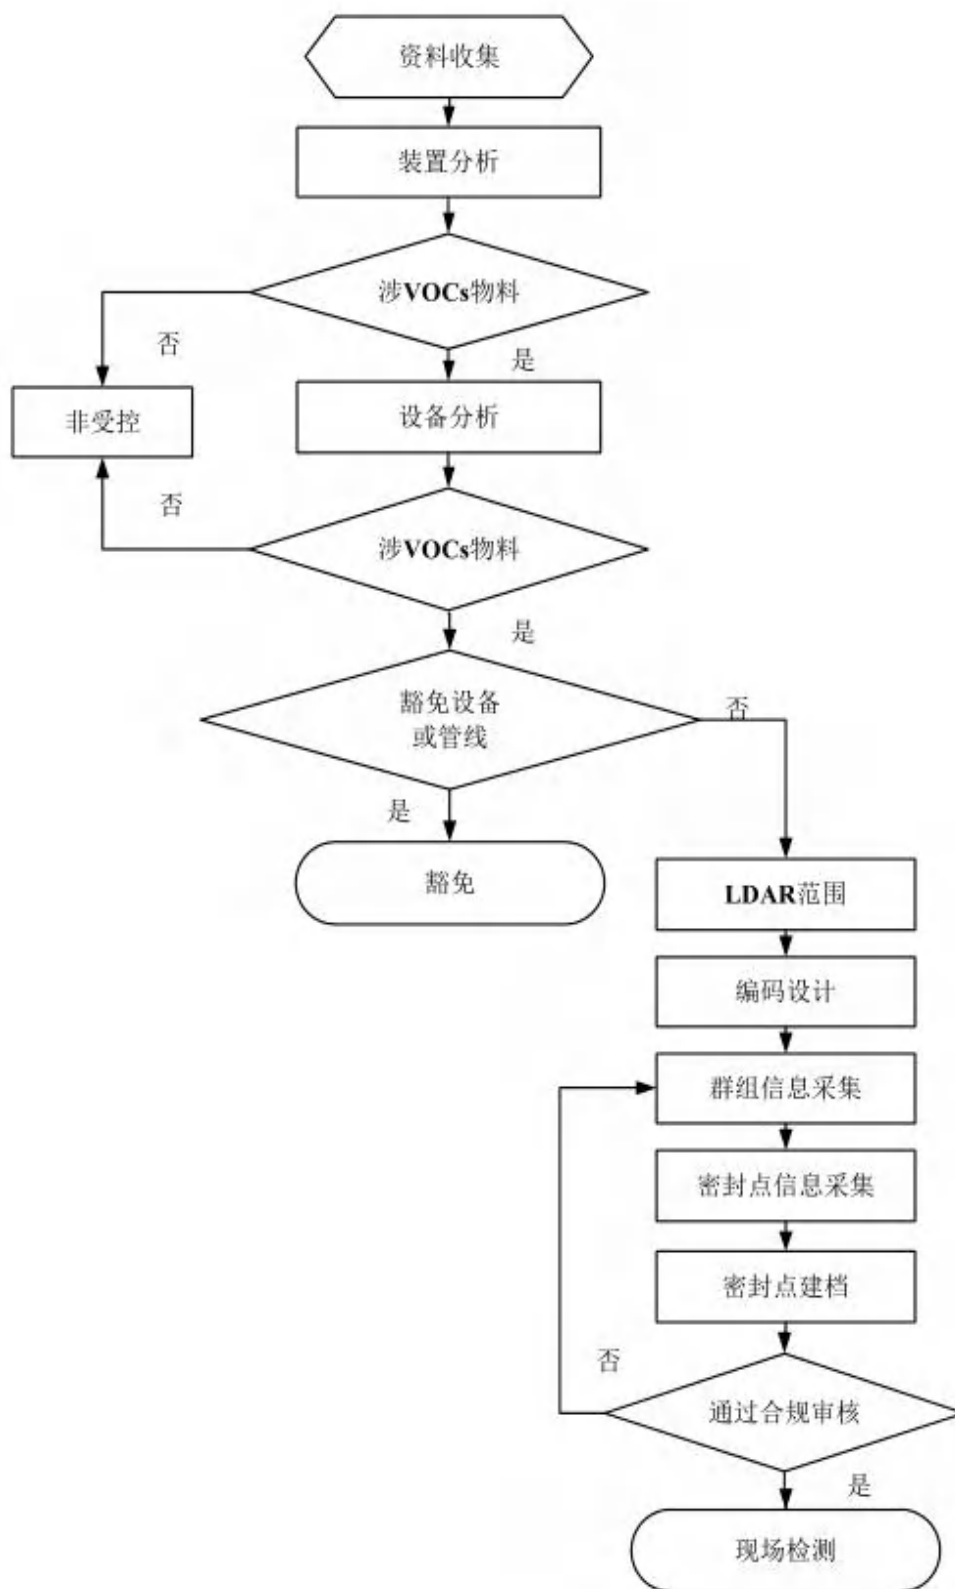 资料收集
装置分析
涉VOCs物料
否
是
非受控
设备分析
否
涉VOCs物料
是
豁免设备
或管线
否
是
豁免
LDAR范围
编码设计
群组信息采集
密封点信息采集
密封点建档
否
通过合规审核
是
现场检测